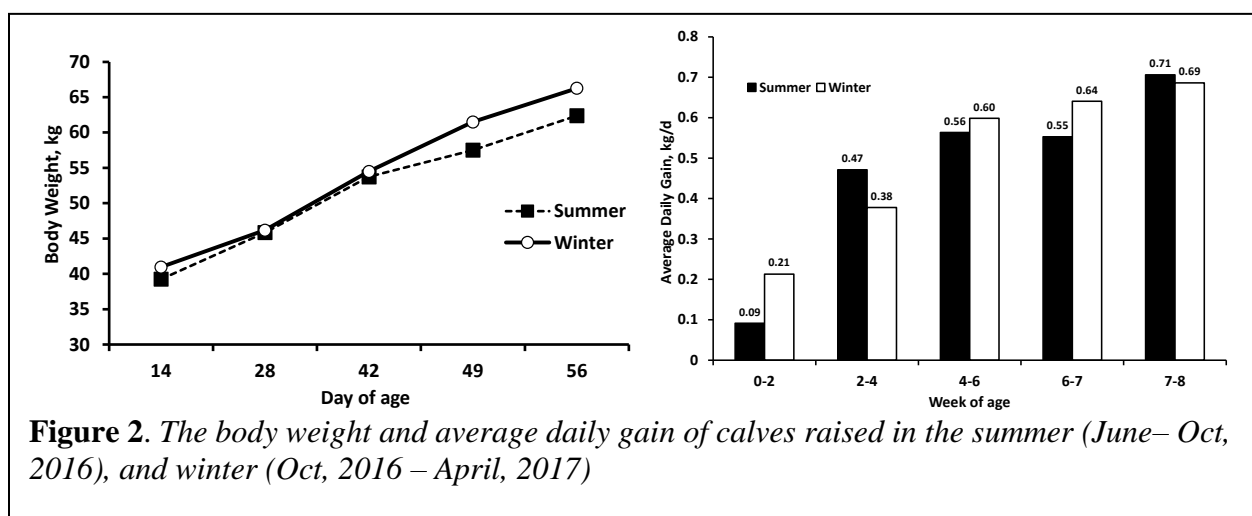 70
65
60
55
50
45
40
35
30
Body Weight, kg
Summer
Winter
14 28 42 49 56
Day of age
0.8
0.7
0.6
0.5
0.4
0.3
0.2
0.1
0
Average Daily Gain, kg/d
Summer Winter
0.09 0.21 0.47 0.38 0.56 0.60 0.55 0.64 0.71 0.69
0-2 2-4 4-6 6-7 7-8
Week of age
Figure 2. The body weight and average daily gain of calves raised in the summer (June– Oct,
2016), and winter (Oct, 2016 – April, 2017)